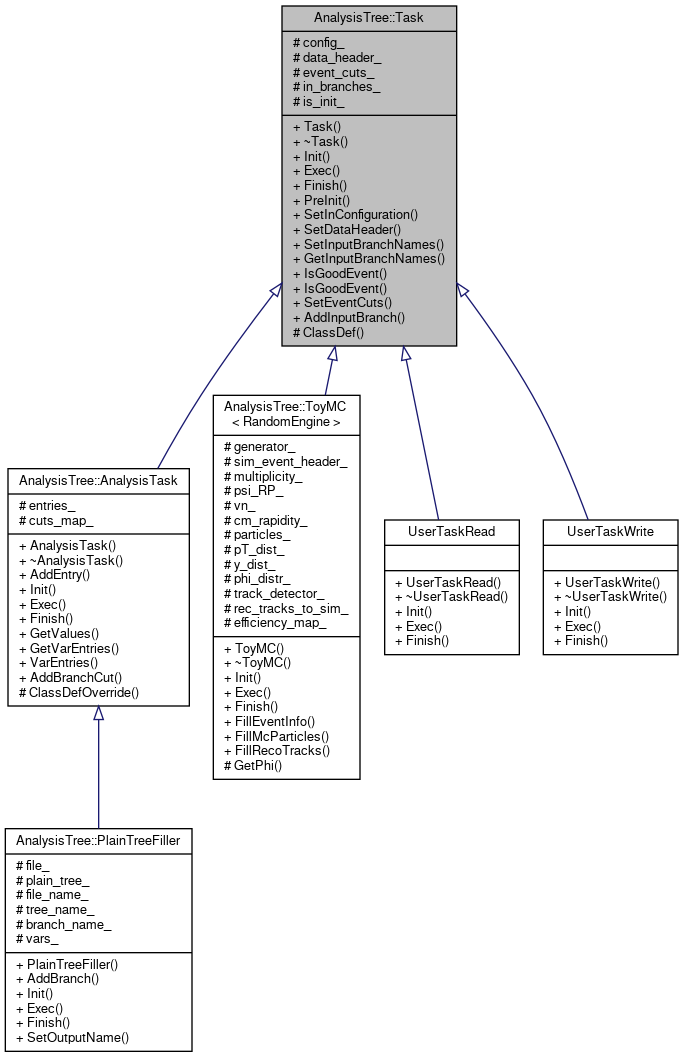 AnalysisTree::Task
# config_
# data_header_
# event_cuts_
# in_branches_
# is_init_
+ Task()
+ ~Task()
+ Init()
+ Exec()
+ Finish()
+ PreInit()
+ SetInConfiguration()
+ SetDataHeader()
+ SetInputBranchNames()
+ GetInputBranchNames()
+ IsGoodEvent()
+ IsGoodEvent()
+ SetEventCuts()
+ AddInputBranch()
# ClassDef()
AnalysisTree::AnalysisTask
# entries_
# cuts_map_
+ AnalysisTask()
+ ~AnalysisTask()
+ AddEntry()
+ Init()
+ Exec()
+ Finish()
+ GetValues()
+ GetVarEntries()
+ VarEntries()
+ AddBranchCut()
# ClassDefOverride()
AnalysisTree::ToyMC
< RandomEngine >
# generator_
# sim_event_header_
# multiplicity_
# psi_RP_
# vn_
# cm_rapidity_
# particles_
# pT_dist_
# y_dist_
# phi_distr_
# track_detector_
# rec_tracks_to_sim_
# efficiency_map_
+ ToyMC()
+ ~ToyMC()
+ Init()
+ Exec()
+ Finish()
+ FillEventInfo()
+ FillMcParticles()
+ FillRecoTracks()
# GetPhi()
UserTaskRead
+ UserTaskRead()
+ ~UserTaskRead()
+ Init()
+ Exec()
+ Finish()
UserTaskWrite
+ UserTaskWrite()
+ ~UserTaskWrite()
+ Init()
+ Exec()
+ Finish()
AnalysisTree::PlainTreeFiller
# file_
# plain_tree_
# file_name_
# tree_name_
# branch_name_
# vars_
+ PlainTreeFiller()
+ AddBranch()
+ Init()
+ Exec()
+ Finish()
+ SetOutputName()